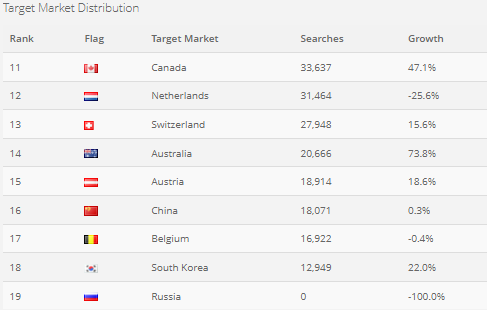 Target Market Distribution
Rank Flag Target Market Searches Growth
11 Canada 33,637 47.1%
12 Netherlands 31,464 -25.6%
13 Switzerland 27,948 15.6%
14 Australia 20,666 73.8%
15 Austria 18,914 18.6%
16 China 18,071 0.3%
17 Belgium 16,922 -0.4%
18 South Korea 12,949 22.0%
19 Russia 0 -100.0%